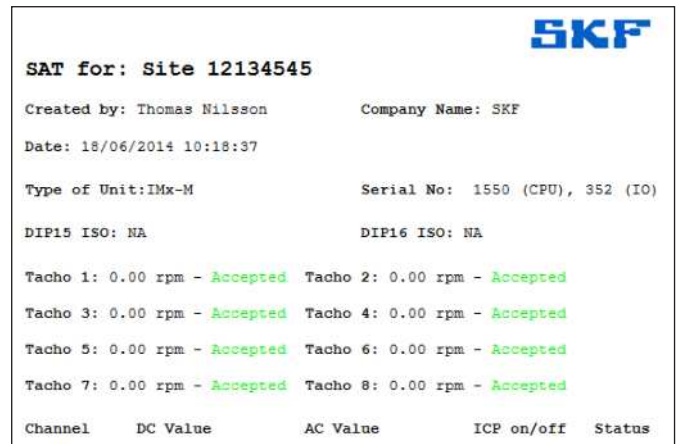 SKF
SAT for: Site 12134545
Created by: Thomas Nilsson Company Name: SKF
Date: 18/06/2014 10:18:37
Type of Unit:IMx-M Serial No: 1550 (CPU), 352 (IO)
DIP15 ISO: NA DIP16 ISO: NA
Tacho 1: 0.00 rpm - Accepted Tacho 2: 0.00 rpm - Accepted
Tacho 3: 0.00 rpm - Accepted Tacho 4: 0.00 rpm - Accepted
Tacho 5: 0.00 rpm - Accepted Tacho 6: 0.00 rpm - Accepted
Tacho 7: 0.00 rpm - Accepted Tacho 8: 0.00 rpm - Accepted
Channel DC Value AC Value ICP on/off Status